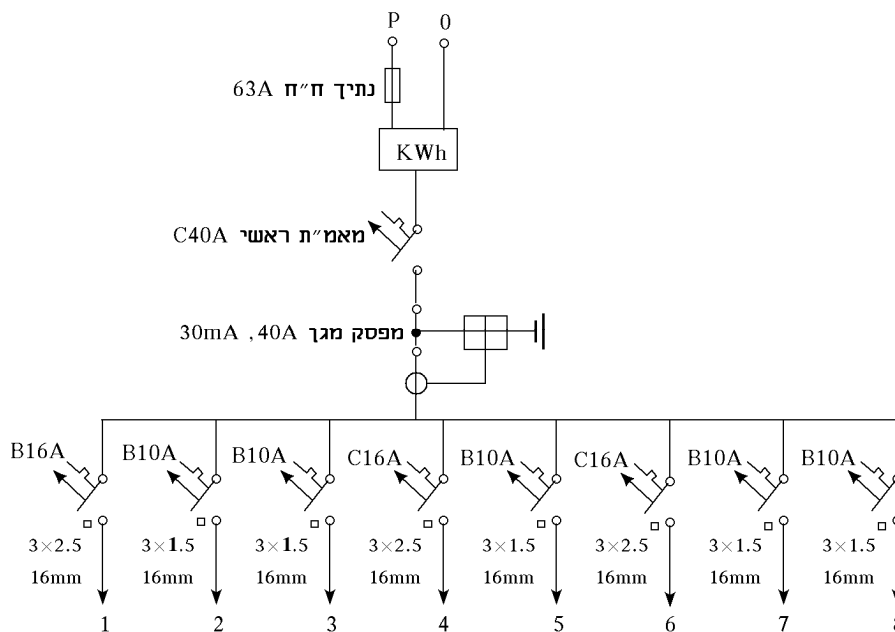 P 0
נתיך ח״ח 63A
KWh
מאמ״ת ראשי C40A
מפסק מגן 30mA ,40A
B16A B10A B10A C16A B10A C16A B10A B10A
3×2.5 3×1.5 3×1.5 3×2.5 3×1.5 3×2.5 3×1.5 3×1.5
16mm 16mm 16mm 16mm 16mm 16mm 16mm 16mm
1 2 3 4 5 6 7